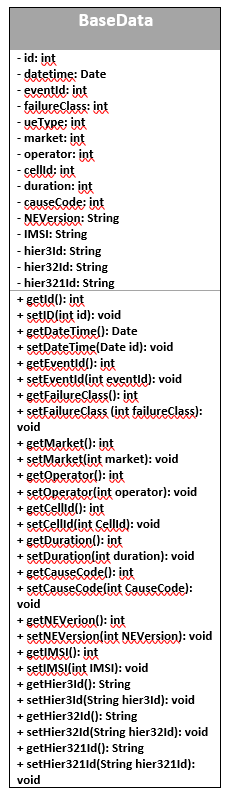 BaseData
- id: int
- datetime: Date
- eventId: int
- failureClass: int
- ueType: int
- market: int
- operator: int
- cellId: int
- duration: int
- causeCode: int
- NEVersion: String
- IMSI: String
- hier3Id: String
- hier32Id: String
- hier321Id: String
+ getId(): int
+ setID(int id): void
+ getDateTime(): Date
+ setDateTime(Date id): void
+ getEventId(): int
+ setEventId(int eventId): void
+ getFailureClass(): int
+ setFailureClass (int failureClass):
void
+ getMarket(): int
+ setMarket(int market): void
+ getOperator(): int
+ setOperator(int operator): void
+ getCellId(): int
+ setCellId(int CellId): void
+ getDuration(): int
+ setDuration(int duration): void
+ getCauseCode(): int
+ setCauseCode(int CauseCode):
void
+ getNEVerion(): int
+ setNEVersion(int NEVersion): void
+ getIMSI(): int
+ setIMSI(int IMSI): void
+ getHier3Id(): String
+ setHier3Id(String hier3Id): void
+ getHier32Id(): String
+ setHier32Id(String hier32Id): void
+ getHier321Id(): String
+ setHier321Id(String hier321Id):
void